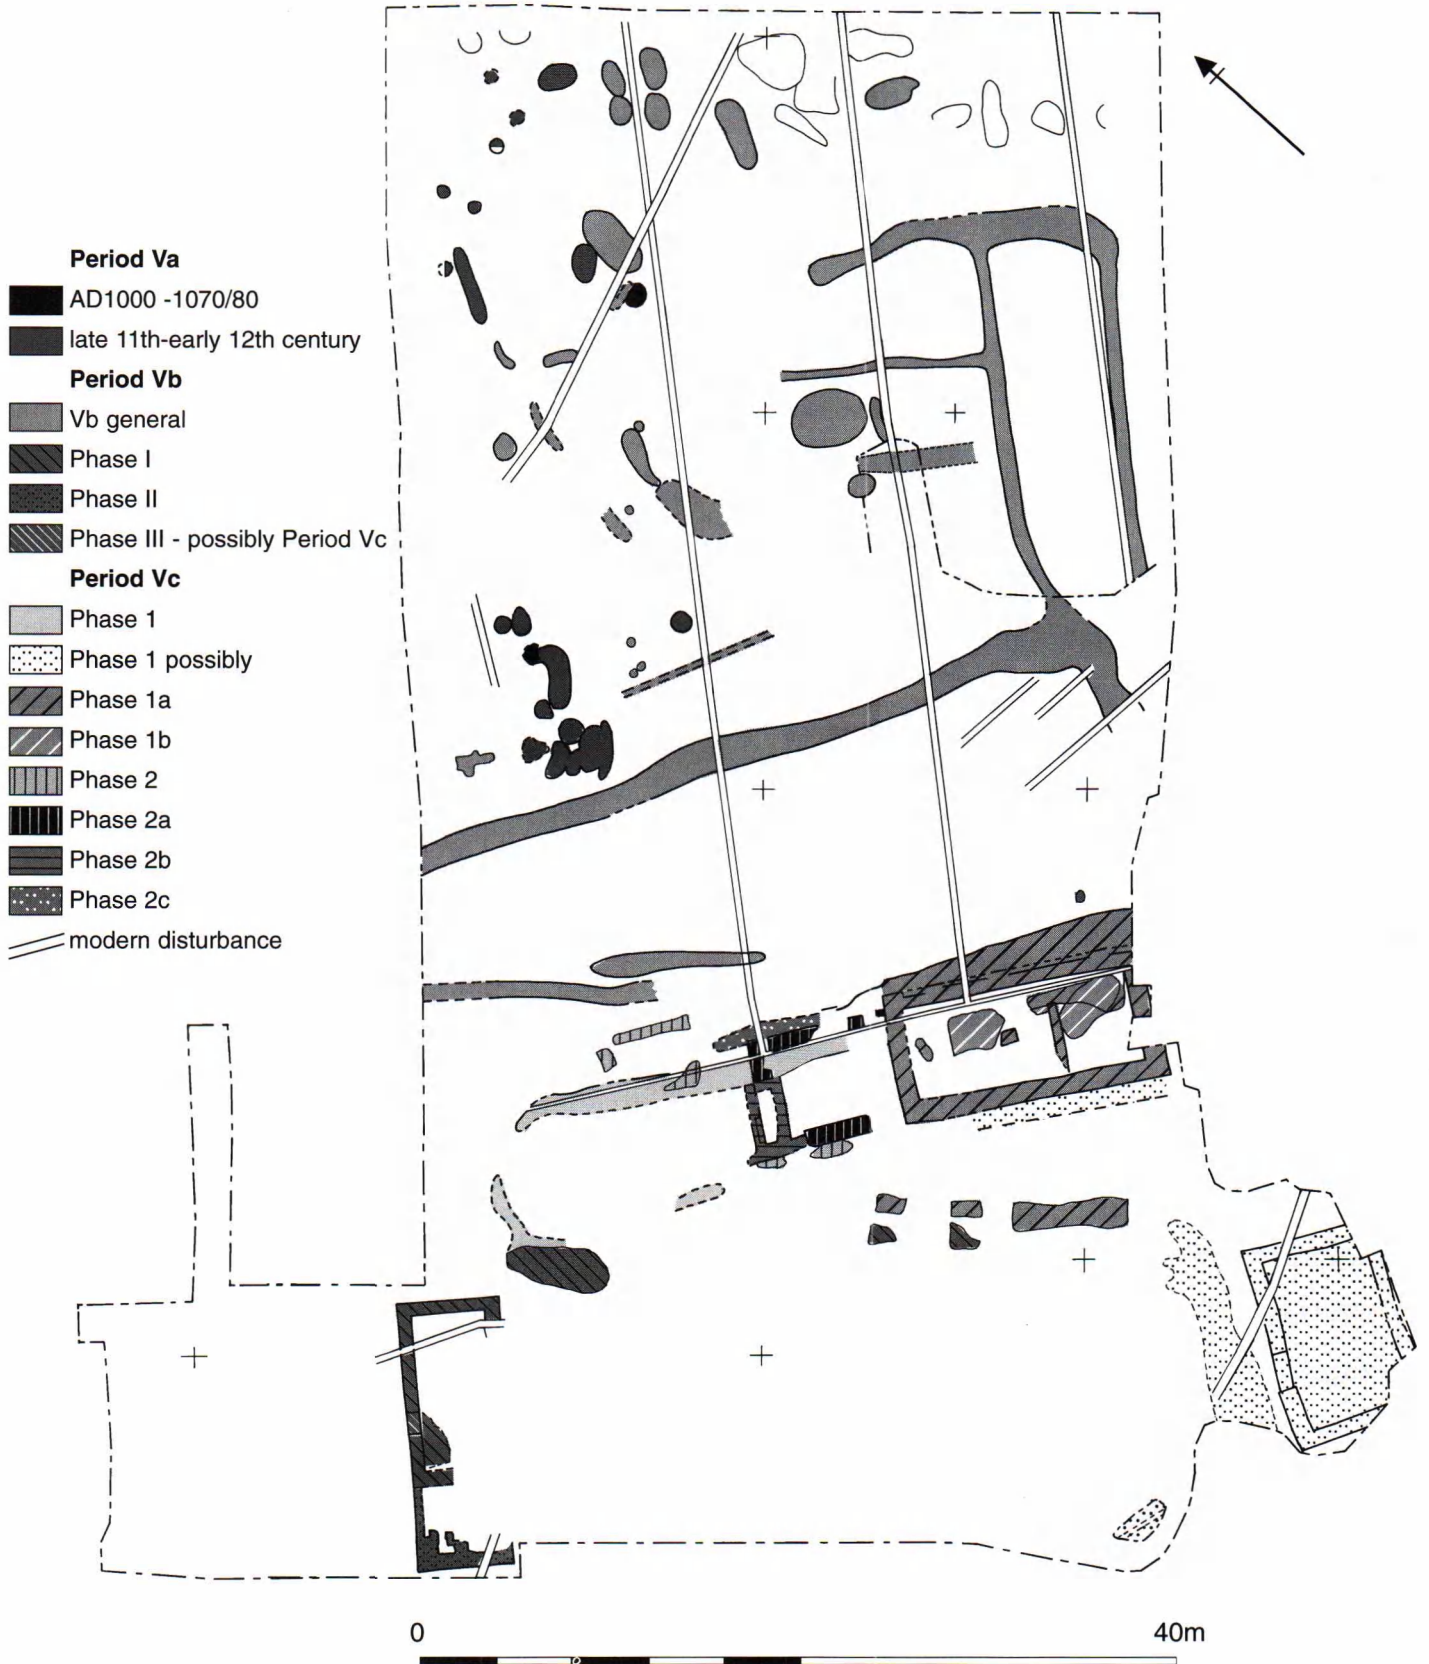 Period Va
AD1000 -1070/80
late 11th-early 12th century
Period Vb
Vb general
Phase I
Phase II
Phase III - possibly Period Vc
Period Vc
Phase 1
Phase 1 possibly
Phase 1a
Phase 1b
Phase 2
Phase 2a
Phase 2b
Phase 2c
modern disturbance
0 40m